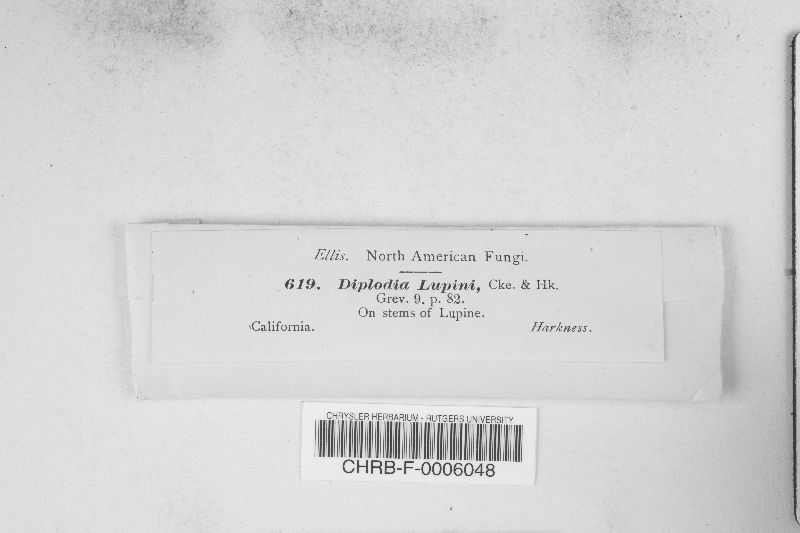 Ellis. North American Fungi.
619. Diplodia Lupini, Cke. & Hk.
Grev. 9. p. 82.
On stems of Lupine.
California. Harkness.
CHRYSLER HERBARIUM - RUTGERS UNIVERSITY
CHRB-F-0006048